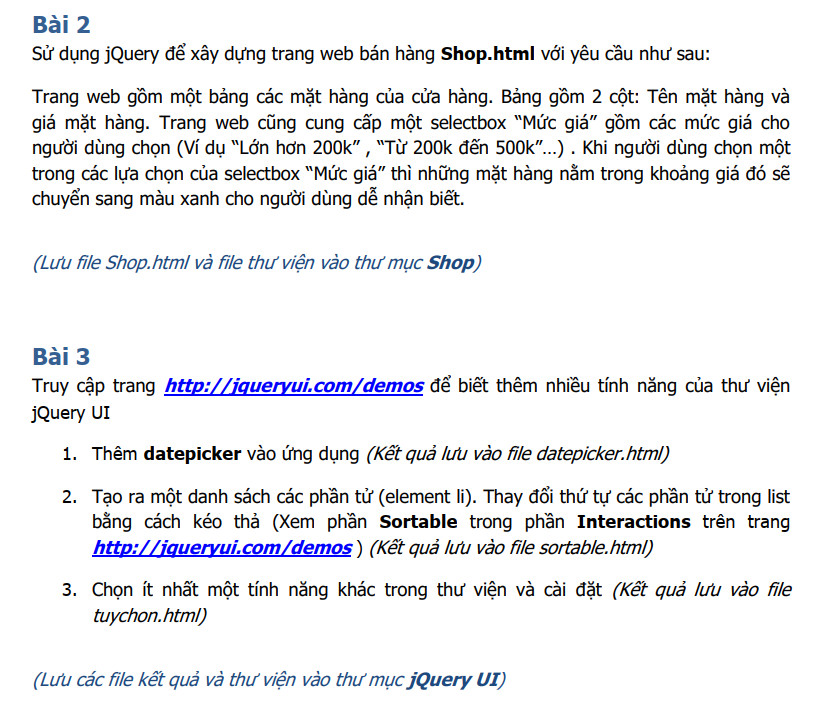 Bài 2
Sử dụng jQuery để xây dựng trang web bán hàng Shop.html với yêu cầu như sau:
Trang web gồm một bảng các mặt hàng của cửa hàng. Bảng gồm 2 cột: Tên mặt hàng và
giá mặt hàng. Trang web cũng cung cấp một selectbox “Mức giá” gồm các mức giá cho
người dùng chọn (Ví dụ “Lớn hơn 200k” , “Từ 200k đến 500k”…) . Khi người dùng chọn một
trong các lựa chọn của selectbox “Mức giá” thì những mặt hàng nằm trong khoảng giá đó sẽ
chuyển sang màu xanh cho người dùng dễ nhận biết.
(Lưu file Shop.html và file thư viện vào thư mục Shop)
Bài 3
Truy cập trang http://jqueryui.com/demos để biết thêm nhiều tính năng của thư viện
jQuery UI
1. Thêm datepicker vào ứng dụng (Kết quả lưu vào file datepicker.html)
2. Tạo ra một danh sách các phần tử (element li). Thay đổi thứ tự các phần tử trong list
bằng cách kéo thả (Xem phần Sortable trong phần Interactions trên trang
http://jqueryui.com/demos ) (Kết quả lưu vào file sortable.html)
3. Chọn ít nhất một tính năng khác trong thư viện và cài đặt (Kết quả lưu vào file
tuychon.html)
(Lưu các file kết quả và thư viện vào thư mục jQuery UI)